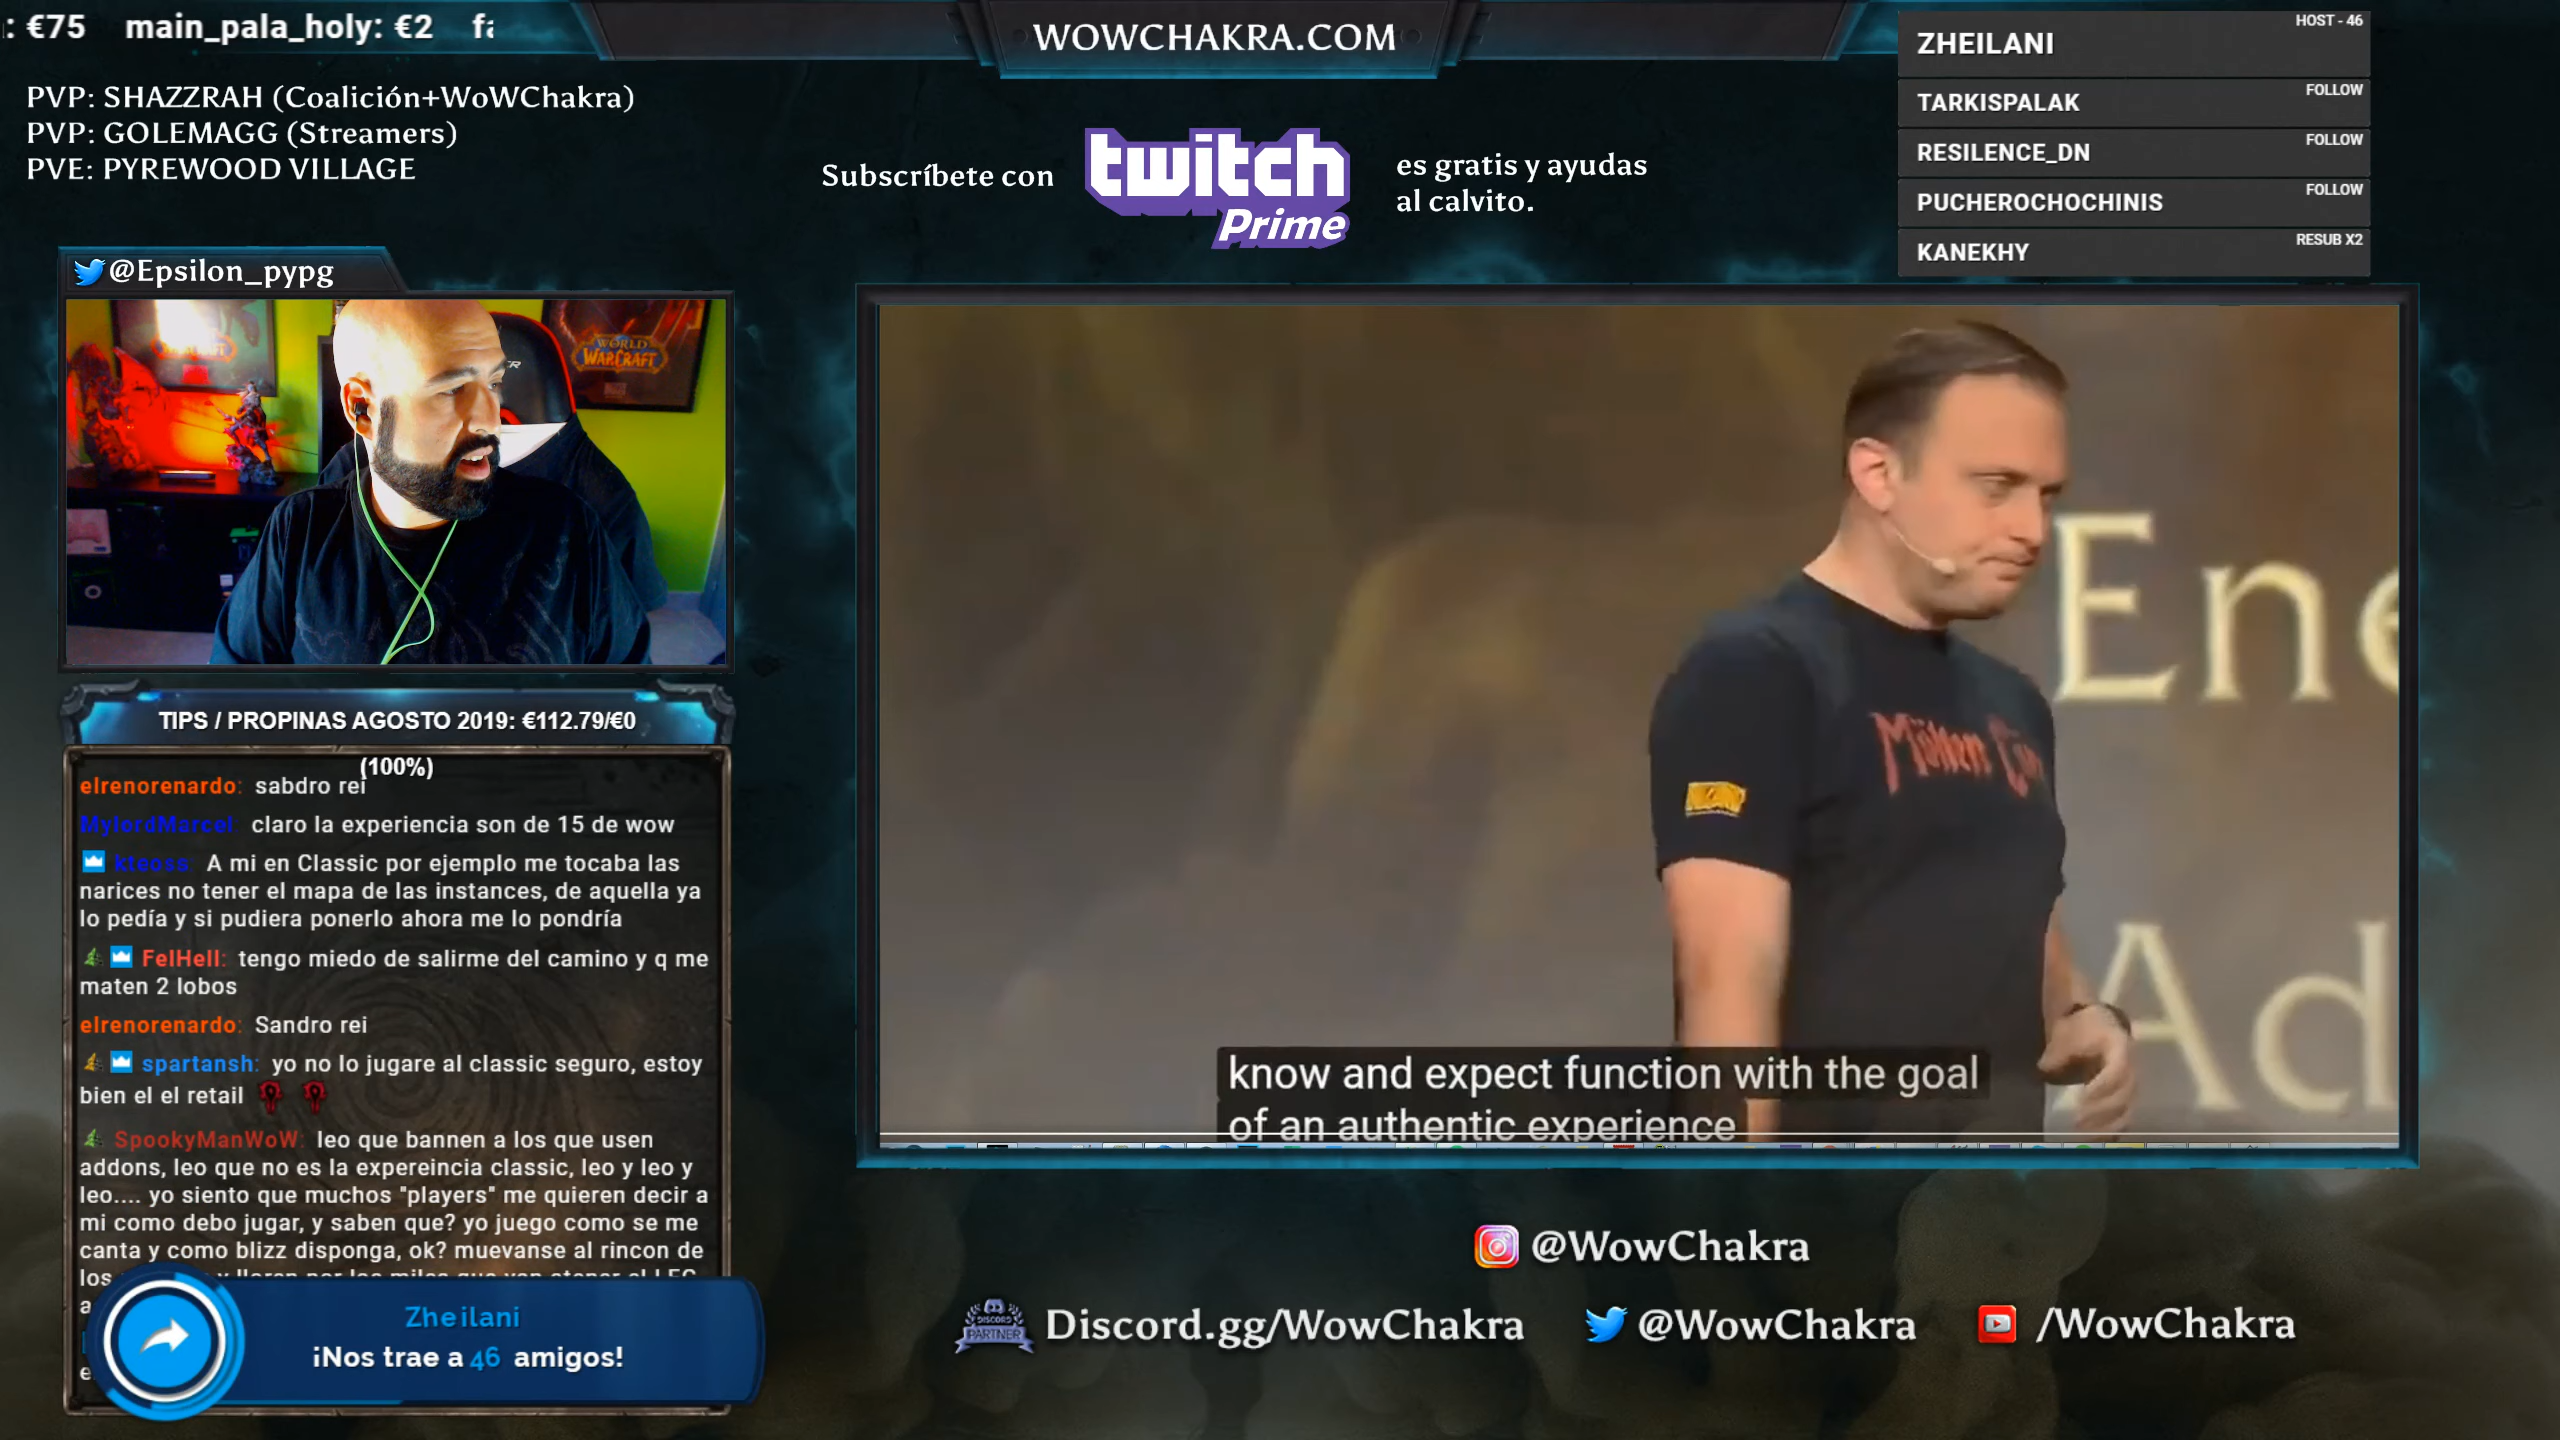 : €75 main_pala_holy: €2
WOWCHAKRA.COM
HOST - 46
ZHEILANI
FOLLOW
TARKISPALAK
FOLLOW
RESILENCE_DN
FOLLOW
PUCHEROCHOCHINIS
RESUB X2
KANEKHY
PVP: SHAZZRAH (Coalición+WoWChakra)
PVP: GOLEMAGG (Streamers)
PVE: PYREWOOD VILLAGE
Subscríbete con
twitch
Prime
es gratis y ayudas
al calvito.
@Epsilon_pypg
WORLD
WARCRAFT
TIPS / PROPINAS AGOSTO 2019: €112.79/€0
(100%)
elrenorenardo: sabdro rei
MylordMarcel: claro la experiencia son de 15 de wow
kteoss: A mi en Classic por ejemplo me tocaba las
narices no tener el mapa de las instances, de aquella ya
lo pedía y si pudiera ponerlo ahora me lo pondría
FelHell: tengo miedo de salirme del camino y q me
maten 2 lobos
elrenorenardo: Sandro rei
spartansh: yo no lo jugare al classic seguro, estoy
bien el el retail
SpookyManWoW: leo que bannen a los que usen
addons, leo que no es la expereincia classic, leo y leo y
leo.... yo siento que muchos "players" me quieren decir a
mi como debo jugar, y saben que? yo juego como se me
canta y como blizz disponga, ok? muevanse al rincon de
los
Zheilani
¡Nos trae a 46 amigos!
Ene
Ad
Mölten
know and expect function with the goal
of an authentic experience
@WowChakra
DISCORD
PARTNER
Discord.gg/WowChakra
@WowChakra
/WowChakra